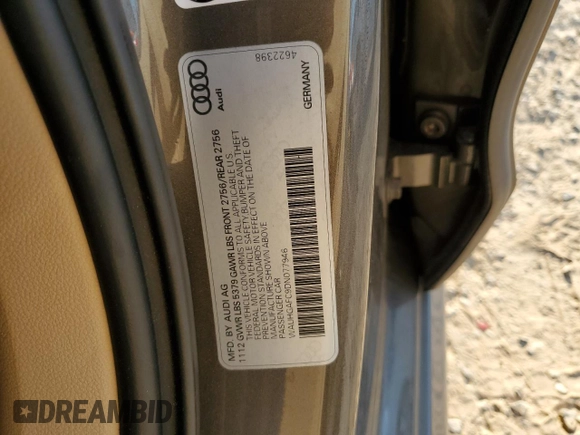 4622398
Audi
GERMANY
MFD. BY AUDI AG
1112 GVWR LBS 5379 GAWR LBS FRONT 2756/REAR 2756
THIS VEHICLE CONFORMS TO ALL APPLICABLE U.S.
FEDERAL MOTOR VEHICLE SAFETY BUMPER AND THEFT
PREVENTION STANDARDS IN EFFECT ON THE DATE OF
MANUFACTURE SHOWN ABOVE
PASSENGER CAR
WAUHGAFC9DN077946
DREAMBID